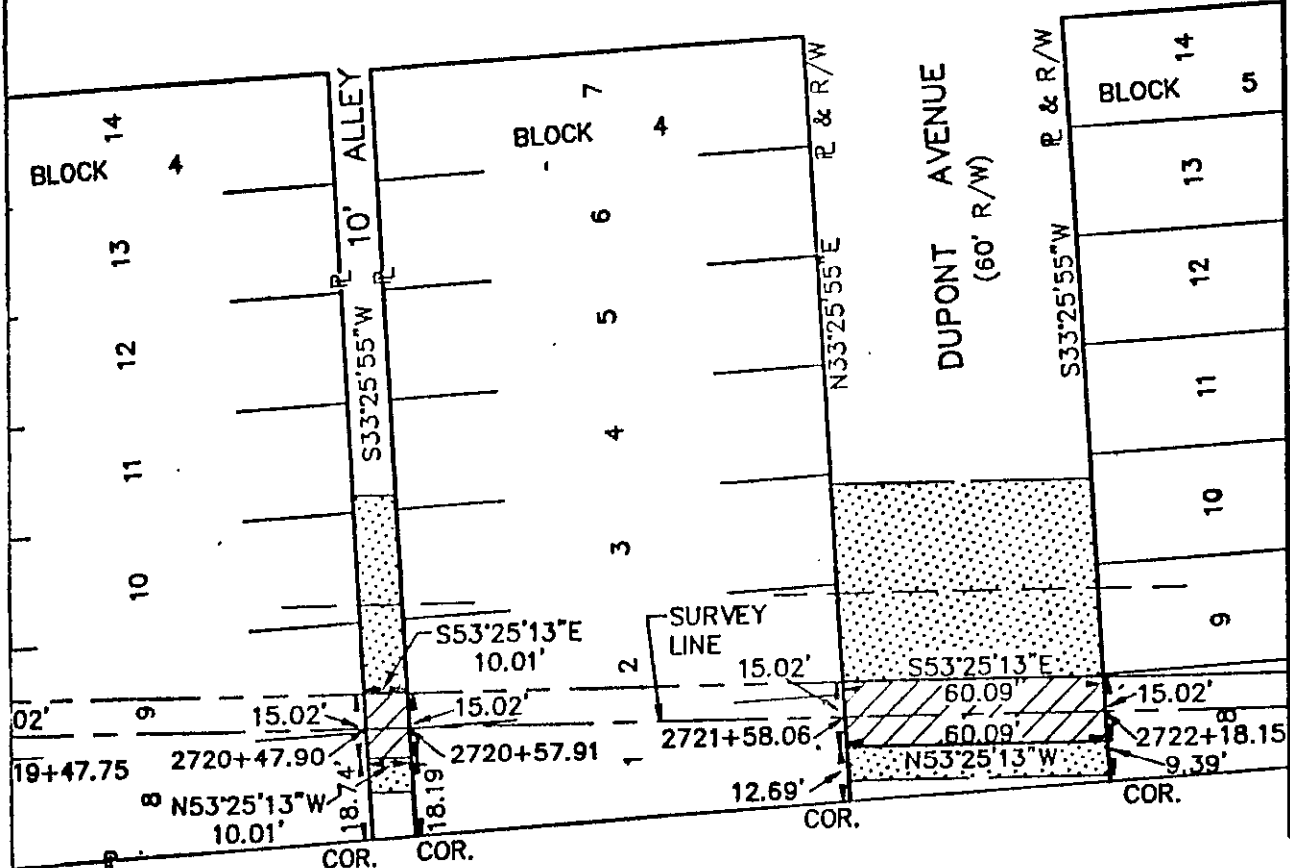 14
BLOCK 4
13
12
11
10
9
8
02'
19+47.75
10' ALLEY
PL
PL
S33°25'55"W
7
BLOCK 4
6
5
4
3
2
1
S53°25'13"E
10.01'
15.02'
15.02'
2720+47.90
2720+57.91
N53°25'13"W
10.01'
18.74'
18.19
COR.
COR.
SURVEY
LINE
PL & R/W
N33°25'55"E
DUPONT AVENUE
(60' R/W)
PL & R/W
S33°25'55"W
15.02'
S53°25'13"E
60.09"
15.02'
2721+58.06
60.09'
2722+18.15
N53°25'13"W
12.69'
9.39'
COR.
COR.
14
BLOCK 5
13
12
11
10
9
8